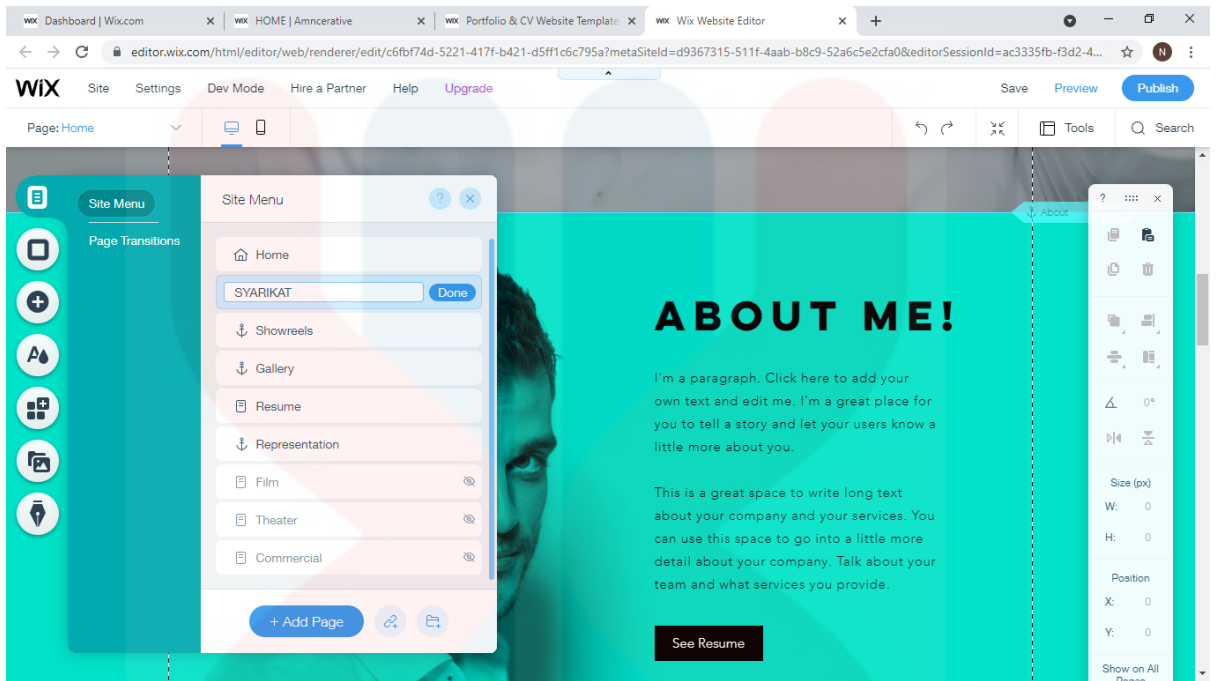 Dashboard | Wix.com
HOME | Amncerative
Portfolio & CV Website Template
Wix Website Editor
editor.wix.com/html/editor/web/renderer/edit/c6fbf74d-5221-417f-b421-d5ff1c6c795a?metaSiteId=d9367315-511f-4aab-b8c9-52a6c5e2cfa0&editorSessionId=ac3335fb-f3d2-4...
N
WiX Site Settings Dev Mode Hire a Partner Help Upgrade Save Preview Publish
Page: Home Tools Search
Site Menu
Page Transitions
Site Menu ?
Home
SYARIKAT Done
Showreels
Gallery
Resume
Representation
Film
Theater
Commercial
+ Add Page
About
ABOUT ME!
I'm a paragraph. Click here to add your
own text and edit me. I'm a great place for
you to tell a story and let your users know a
little more about you.
This is a great space to write long text
about your company and your services. You
can use this space to go into a little more
detail about your company. Talk about your
team and what services you provide.
See Resume
?
0°
Size (px)
W: 0
H: 0
Position
X: 0
Y: 0
Show on All
Pages